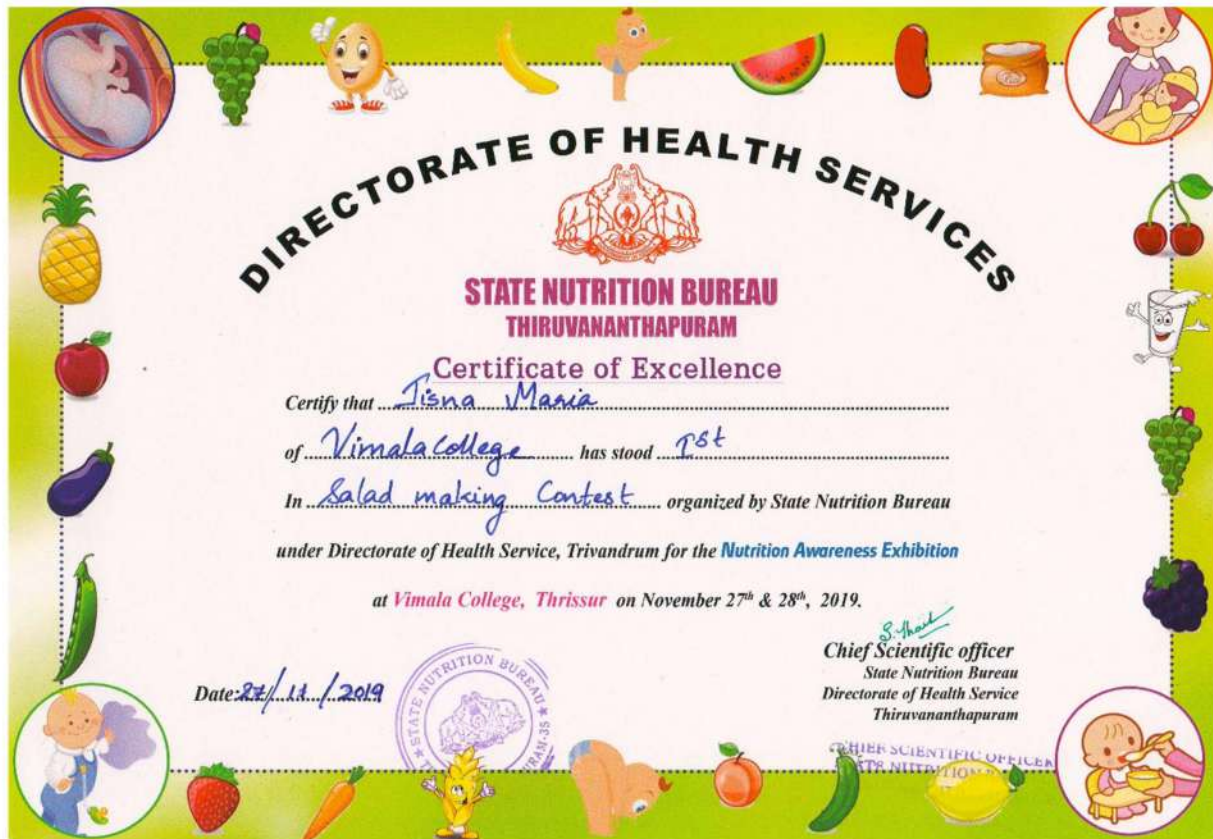 DIRECTORATE OF HEALTH SERVICES
STATE NUTRITION BUREAU
THIRUVANANTHAPURAM
Certificate of Excellence
Certify that Jisna Maria
of Vimala College has stood Ist
In Salad making Contest organized by State Nutrition Bureau
under Directorate of Health Service, Trivandrum for the Nutrition Awareness Exhibition
at Vimala College, Thrissur on November 27th & 28th, 2019.
Chief Scientific officer
State Nutrition Bureau
Directorate of Health Service
Thiruvananthapuram
Date: 27/11/2019
STATE NUTRITION BUREAU
CHIEF SCIENTIFIC OFFICER